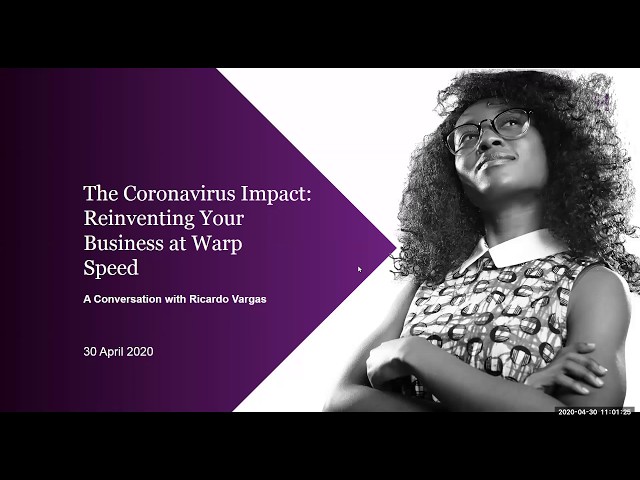 The Coronavirus Impact:
Reinventing Your
Business at Warp
Speed
A Conversation with Ricardo Vargas
30 April 2020
2020-04-30 11:01:25